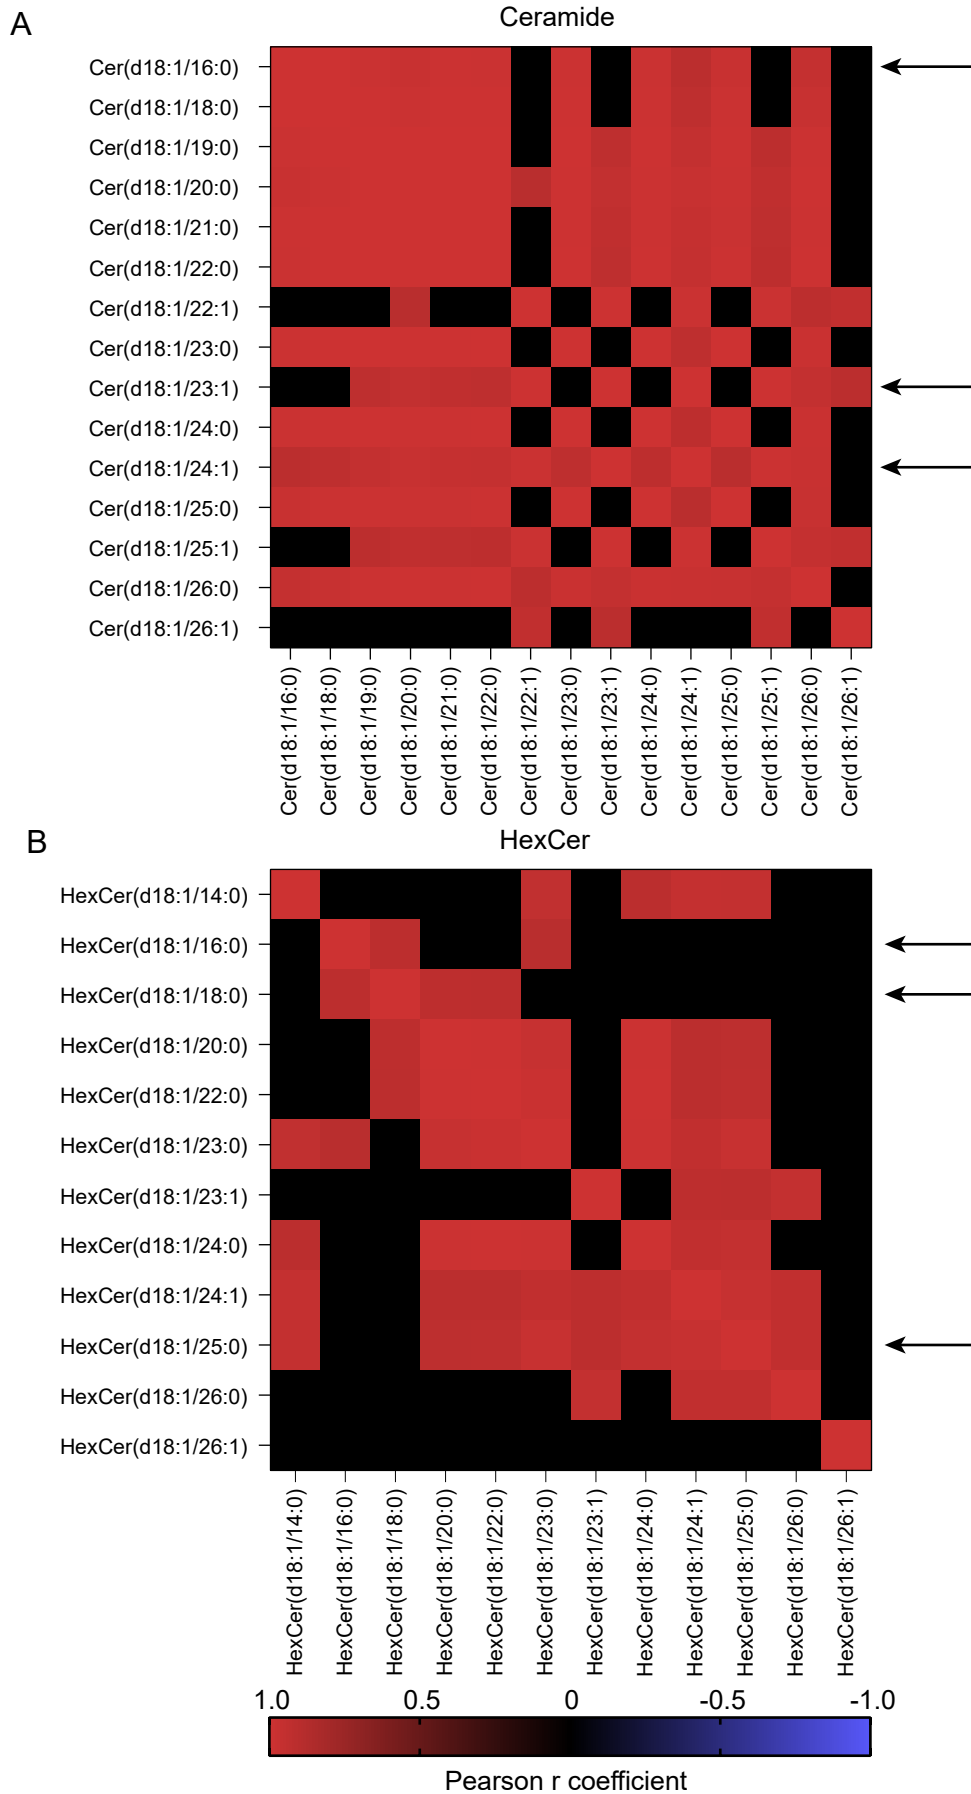 A
Ceramide
Cer(d18:1/16:0)
Cer(d18:1/18:0)
Cer(d18:1/19:0)
Cer(d18:1/20:0)
Cer(d18:1/21:0)
Cer(d18:1/22:0)
Cer(d18:1/22:1)
Cer(d18:1/23:0)
Cer(d18:1/23:1)
Cer(d18:1/24:0)
Cer(d18:1/24:1)
Cer(d18:1/25:0)
Cer(d18:1/25:1)
Cer(d18:1/26:0)
Cer(d18:1/26:1)
Cer(d18:1/16:0)
Cer(d18:1/18:0)
Cer(d18:1/19:0)
Cer(d18:1/20:0)
Cer(d18:1/21:0)
Cer(d18:1/22:0)
Cer(d18:1/22:1)
Cer(d18:1/23:0)
Cer(d18:1/23:1)
Cer(d18:1/24:0)
Cer(d18:1/24:1)
Cer(d18:1/25:0)
Cer(d18:1/25:1)
Cer(d18:1/26:0)
Cer(d18:1/26:1)
B
HexCer
HexCer(d18:1/14:0)
HexCer(d18:1/16:0)
HexCer(d18:1/18:0)
HexCer(d18:1/20:0)
HexCer(d18:1/22:0)
HexCer(d18:1/23:0)
HexCer(d18:1/23:1)
HexCer(d18:1/24:0)
HexCer(d18:1/24:1)
HexCer(d18:1/25:0)
HexCer(d18:1/26:0)
HexCer(d18:1/26:1)
HexCer(d18:1/14:0)
HexCer(d18:1/16:0)
HexCer(d18:1/18:0)
HexCer(d18:1/20:0)
HexCer(d18:1/22:0)
HexCer(d18:1/23:0)
HexCer(d18:1/23:1)
HexCer(d18:1/24:0)
HexCer(d18:1/24:1)
HexCer(d18:1/25:0)
HexCer(d18:1/26:0)
HexCer(d18:1/26:1)
1.0 0.5 0 -0.5 -1.0
Pearson r coefficient